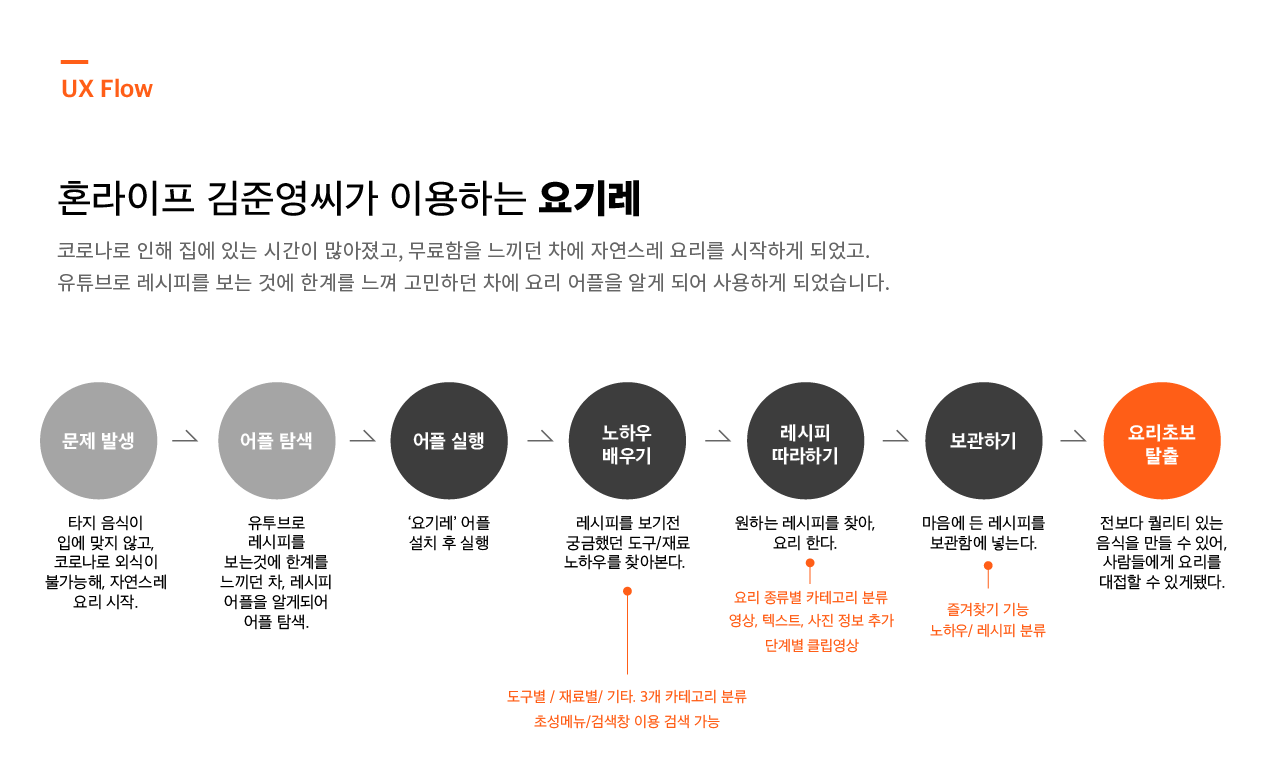 UX Flow
혼라이프 김준영씨가 이용하는 요기레
코로나로 인해 집에 있는 시간이 많아졌고, 무료함을 느끼던 차에 자연스레 요리를 시작하게 되었고.
유튜브로 레시피를 보는 것에 한계를 느껴 고민하던 차에 요리 어플을 알게 되어 사용하게 되었습니다.
문제 발생
타지 음식이
입에 맞지 않고,
코로나로 외식이
불가능해, 자연스레
요리 시작.
어플 탐색
유투브로
레시피를
보는것에 한계를
느끼던 차, 레시피
어플을 알게되어
어플 탐색.
어플 실행
‘요기레’ 어플
설치 후 실행
노하우
배우기
레시피를 보기전
궁금했던 도구/재료
노하우를 찾아본다.
도구별 / 재료별/ 기타. 3개 카테고리 분류
초성메뉴/검색창 이용 검색 가능
레시피
따라하기
원하는 레시피를 찾아,
요리 한다.
요리 종류별 카테고리 분류
영상, 텍스트, 사진 정보 추가
단계별 클립영상
보관하기
마음에 든 레시피를
보관함에 넣는다.
즐겨찾기 기능
노하우/ 레시피 분류
요리초보
탈출
전보다 퀄리티 있는
음식을 만들 수 있어,
사람들에게 요리를
대접할 수 있게됐다.